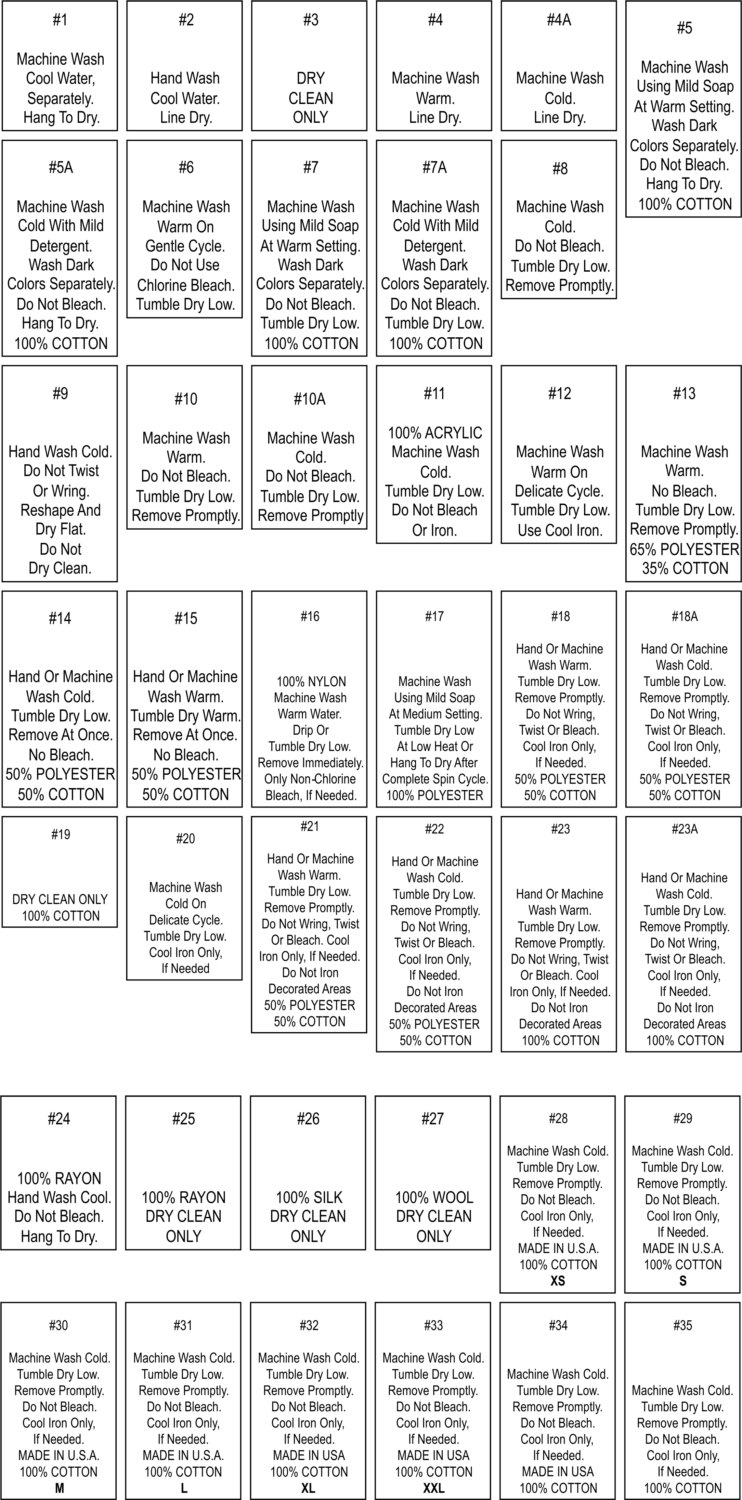 #1
Machine Wash
Cool Water,
Separately.
Hang To Dry.
#2
Hand Wash
Cool Water.
Line Dry.
#3
DRY
CLEAN
ONLY
#4
Machine Wash
Warm.
Line Dry.
#4A
Machine Wash
Cold.
Line Dry.
#5
Machine Wash
Using Mild Soap
At Warm Setting.
Wash Dark
Colors Separately.
Do Not Bleach.
Hang To Dry.
100% COTTON
#5A
Machine Wash
Cold With Mild
Detergent.
Wash Dark
Colors Separately.
Do Not Bleach.
Hang To Dry.
100% COTTON
#6
Machine Wash
Warm On
Gentle Cycle.
Do Not Use
Chlorine Bleach.
Tumble Dry Low.
#7
Machine Wash
Using Mild Soap
At Warm Setting.
Wash Dark
Colors Separately.
Do Not Bleach.
Tumble Dry Low.
100% COTTON
#7A
Machine Wash
Cold With Mild
Detergent.
Wash Dark
Colors Separately.
Do Not Bleach.
Tumble Dry Low.
100% COTTON
#8
Machine Wash
Cold.
Do Not Bleach.
Tumble Dry Low.
Remove Promptly.
#9
Hand Wash Cold.
Do Not Twist
Or Wring.
Reshape And
Dry Flat.
Do Not
Dry Clean.
#10
Machine Wash
Warm.
Do Not Bleach.
Tumble Dry Low.
Remove Promptly.
#10A
Machine Wash
Cold.
Do Not Bleach.
Tumble Dry Low.
Remove Promptly
#11
100% ACRYLIC
Machine Wash
Cold.
Tumble Dry Low.
Do Not Bleach
Or Iron.
#12
Machine Wash
Warm On
Delicate Cycle.
Tumble Dry Low.
Use Cool Iron.
#13
Machine Wash
Warm.
No Bleach.
Tumble Dry Low.
Remove Promptly.
65% POLYESTER
35% COTTON
#14
Hand Or Machine
Wash Cold.
Tumble Dry Low.
Remove At Once.
No Bleach.
50% POLYESTER
50% COTTON
#15
Hand Or Machine
Wash Warm.
Tumble Dry Warm.
Remove At Once.
No Bleach.
50% POLYESTER
50% COTTON
#16
100% NYLON
Machine Wash
Warm Water.
Drip Or
Tumble Dry Low.
Remove Immediately.
Only Non-Chlorine
Bleach, If Needed.
#17
Machine Wash
Using Mild Soap
At Medium Setting.
Tumble Dry Low
At Low Heat Or
Hang To Dry After
Complete Spin Cycle.
100% POLYESTER
#18
Hand Or Machine
Wash Warm.
Tumble Dry Low.
Remove Promptly.
Do Not Wring,
Twist Or Bleach.
Cool Iron Only,
If Needed.
50% POLYESTER
50% COTTON
#18A
Hand Or Machine
Wash Cold.
Tumble Dry Low.
Remove Promptly.
Do Not Wring,
Twist Or Bleach.
Cool Iron Only,
If Needed.
50% POLYESTER
50% COTTON
#19
DRY CLEAN ONLY
100% COTTON
#20
Machine Wash
Cold On
Delicate Cycle.
Tumble Dry Low.
Cool Iron Only,
If Needed
#21
Hand Or Machine
Wash Warm.
Tumble Dry Low.
Remove Promptly.
Do Not Wring, Twist
Or Bleach. Cool
Iron Only, If Needed.
Do Not Iron
Decorated Areas
50% POLYESTER
50% COTTON
#22
Hand Or Machine
Wash Cold.
Tumble Dry Low.
Remove Promptly.
Do Not Wring,
Twist Or Bleach.
Cool Iron Only,
If Needed.
Do Not Iron
Decorated Areas
50% POLYESTER
50% COTTON
#23
Hand Or Machine
Wash Warm.
Tumble Dry Low.
Remove Promptly.
Do Not Wring, Twist
Or Bleach. Cool
Iron Only, If Needed.
Do Not Iron
Decorated Areas
100% COTTON
#23A
Hand Or Machine
Wash Cold.
Tumble Dry Low.
Remove Promptly.
Do Not Wring,
Twist Or Bleach.
Cool Iron Only,
If Needed.
Do Not Iron
Decorated Areas
100% COTTON
#24
100% RAYON
Hand Wash Cool.
Do Not Bleach.
Hang To Dry.
#25
100% RAYON
DRY CLEAN
ONLY
#26
100% SILK
DRY CLEAN
ONLY
#27
100% WOOL
DRY CLEAN
ONLY
#28
Machine Wash Cold.
Tumble Dry Low.
Remove Promptly.
Do Not Bleach.
Cool Iron Only,
If Needed.
MADE IN U.S.A.
100% COTTON
XS
#29
Machine Wash Cold.
Tumble Dry Low.
Remove Promptly.
Do Not Bleach.
Cool Iron Only,
If Needed.
MADE IN U.S.A.
100% COTTON
S
#30
Machine Wash Cold.
Tumble Dry Low.
Remove Promptly.
Do Not Bleach.
Cool Iron Only,
If Needed.
MADE IN U.S.A.
100% COTTON
M
#31
Machine Wash Cold.
Tumble Dry Low.
Remove Promptly.
Do Not Bleach.
Cool Iron Only,
If Needed.
MADE IN U.S.A.
100% COTTON
L
#32
Machine Wash Cold.
Tumble Dry Low.
Remove Promptly.
Do Not Bleach.
Cool Iron Only,
If Needed.
MADE IN USA
100% COTTON
XL
#33
Machine Wash Cold.
Tumble Dry Low.
Remove Promptly.
Do Not Bleach.
Cool Iron Only,
If Needed.
MADE IN USA
100% COTTON
XXL
#34
Machine Wash Cold.
Tumble Dry Low.
Remove Promptly.
Do Not Bleach.
Cool Iron Only,
If Needed.
MADE IN USA
100% COTTON
#35
Machine Wash Cold.
Tumble Dry Low.
Remove Promptly.
Do Not Bleach.
Cool Iron Only,
If Needed.
100% COTTON